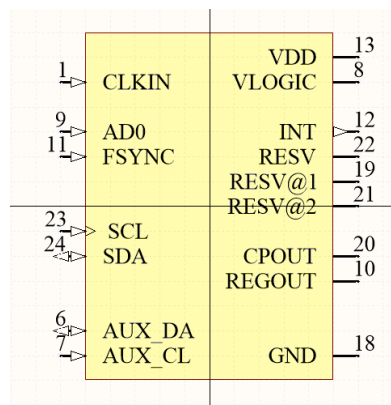 VDD 13
1 CLKIN VLOGIC 8
9 AD0 INT 12
11 FSYNC RESV 22
RESV@1 19
RESV@2 21
23 SCL
24 SDA CPOUT 20
REGOUT 10
6 AUX_DA
7 AUX_CL GND 18